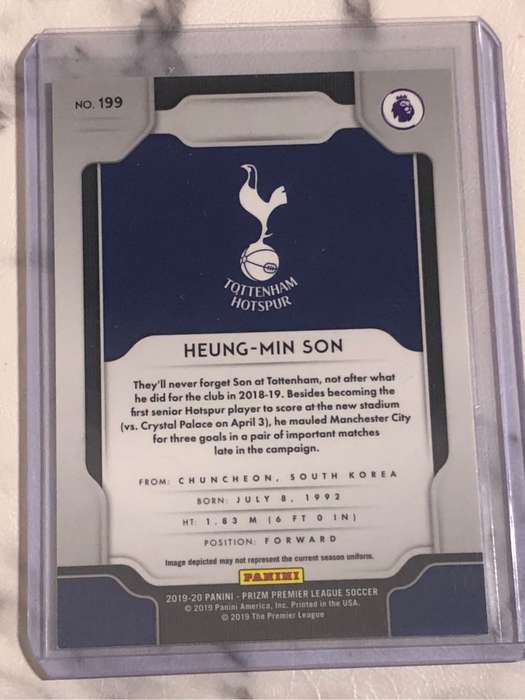 NO. 199
TOTTENHAM
HOTSPUR
HEUNG-MIN SON
They'll never forget Son at Tottenham, not after what
he did for the club in 2018-19. Besides becoming the
first senior Hotspur player to score at the new stadium
(vs. Crystal Palace on April 3), he mauled Manchester City
for three goals in a pair of important matches
late in the campaign.
FROM: CHUNCHEON, SOUTH KOREA
BORN: JULY 8, 1992
HT: 1.83 M (6 FT 0 IN)
POSITION: FORWARD
Image depicted may not represent the current season uniform.
PANINI
2019-20 PANINI - PRIZM PREMIER LEAGUE SOCCER
© 2019 Panini America, Inc. Printed in the USA.
© 2019 The Premier League